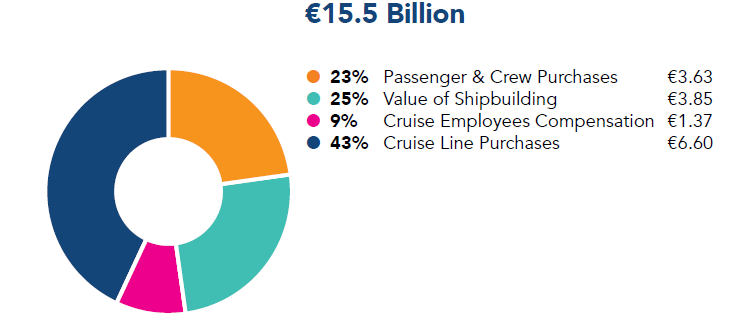 €15.5 Billion
23% Passenger & Crew Purchases €3.63
25% Value of Shipbuilding €3.85
9% Cruise Employees Compensation €1.37
43% Cruise Line Purchases €6.60